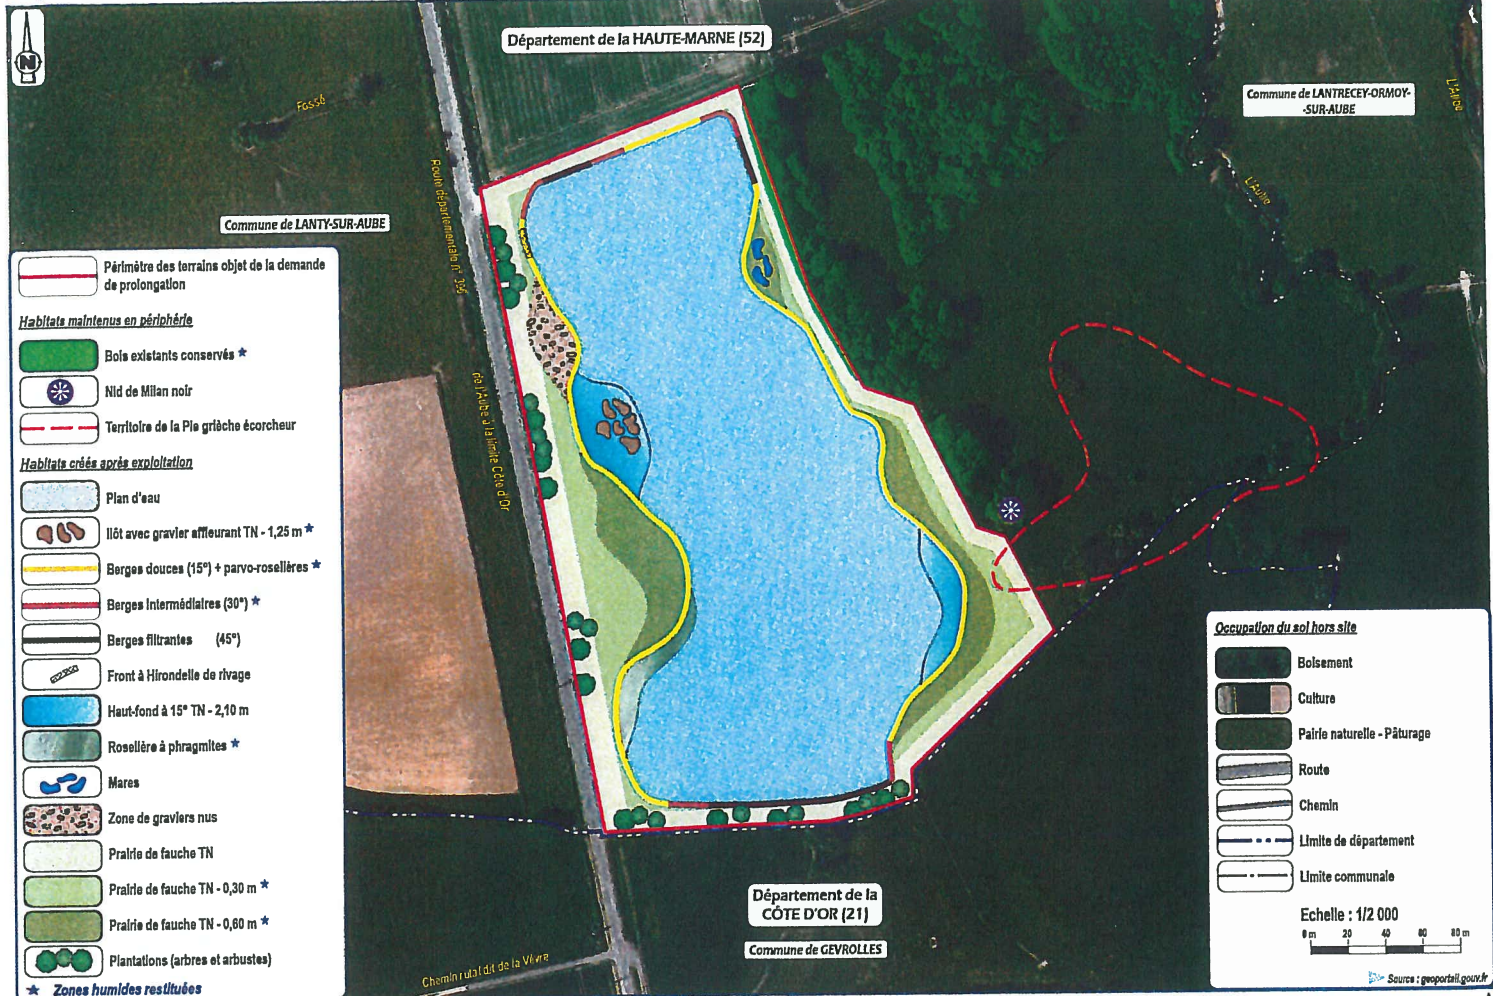 N
Département de la HAUTE-MARNE (52)
Commune de LANTRECEY-ORMOY-
-SUR-AUBE
L'Aube
Fossé
L'Aube
Commune de LANTY-SUR-AUBE
Route départementale n°
de l'Aube à la limite Côte d'Or
Périmètre des terrains objet de la demande
de prolongation
Habitats maintenus en périphérie
Bois existants conservés ★
Nid de Milan noir
Territoire de la Pie grièche écorcheur
Habitats créés après exploitation
Plan d'eau
Ilôt avec gravier affleurant TN - 1,25 m ★
Berges douces (15°) + parvo-roselières ★
Berges intermédiaires (30°) ★
Berges filtrantes (45°)
Front à Hirondelle de rivage
Haut-fond à 15° TN - 2,10 m
Roselière à phragmites ★
Mares
Zone de graviers nus
Prairie de fauche TN
Prairie de fauche TN - 0,30 m ★
Prairie de fauche TN - 0,60 m ★
Plantations (arbres et arbustes)
★ Zones humides restituées
Occupation du sol hors site
Boisement
Culture
Pairie naturelle - Pâturage
Route
Chemin
Limite de département
Limite communale
Echelle : 1/2 000
0 m 20 40 60 80 m
Source : geoportail.gouv.fr
Département de la
CÔTE D'OR (21)
Commune de GEVROLLES
Chemin rural dit de la Vèvre